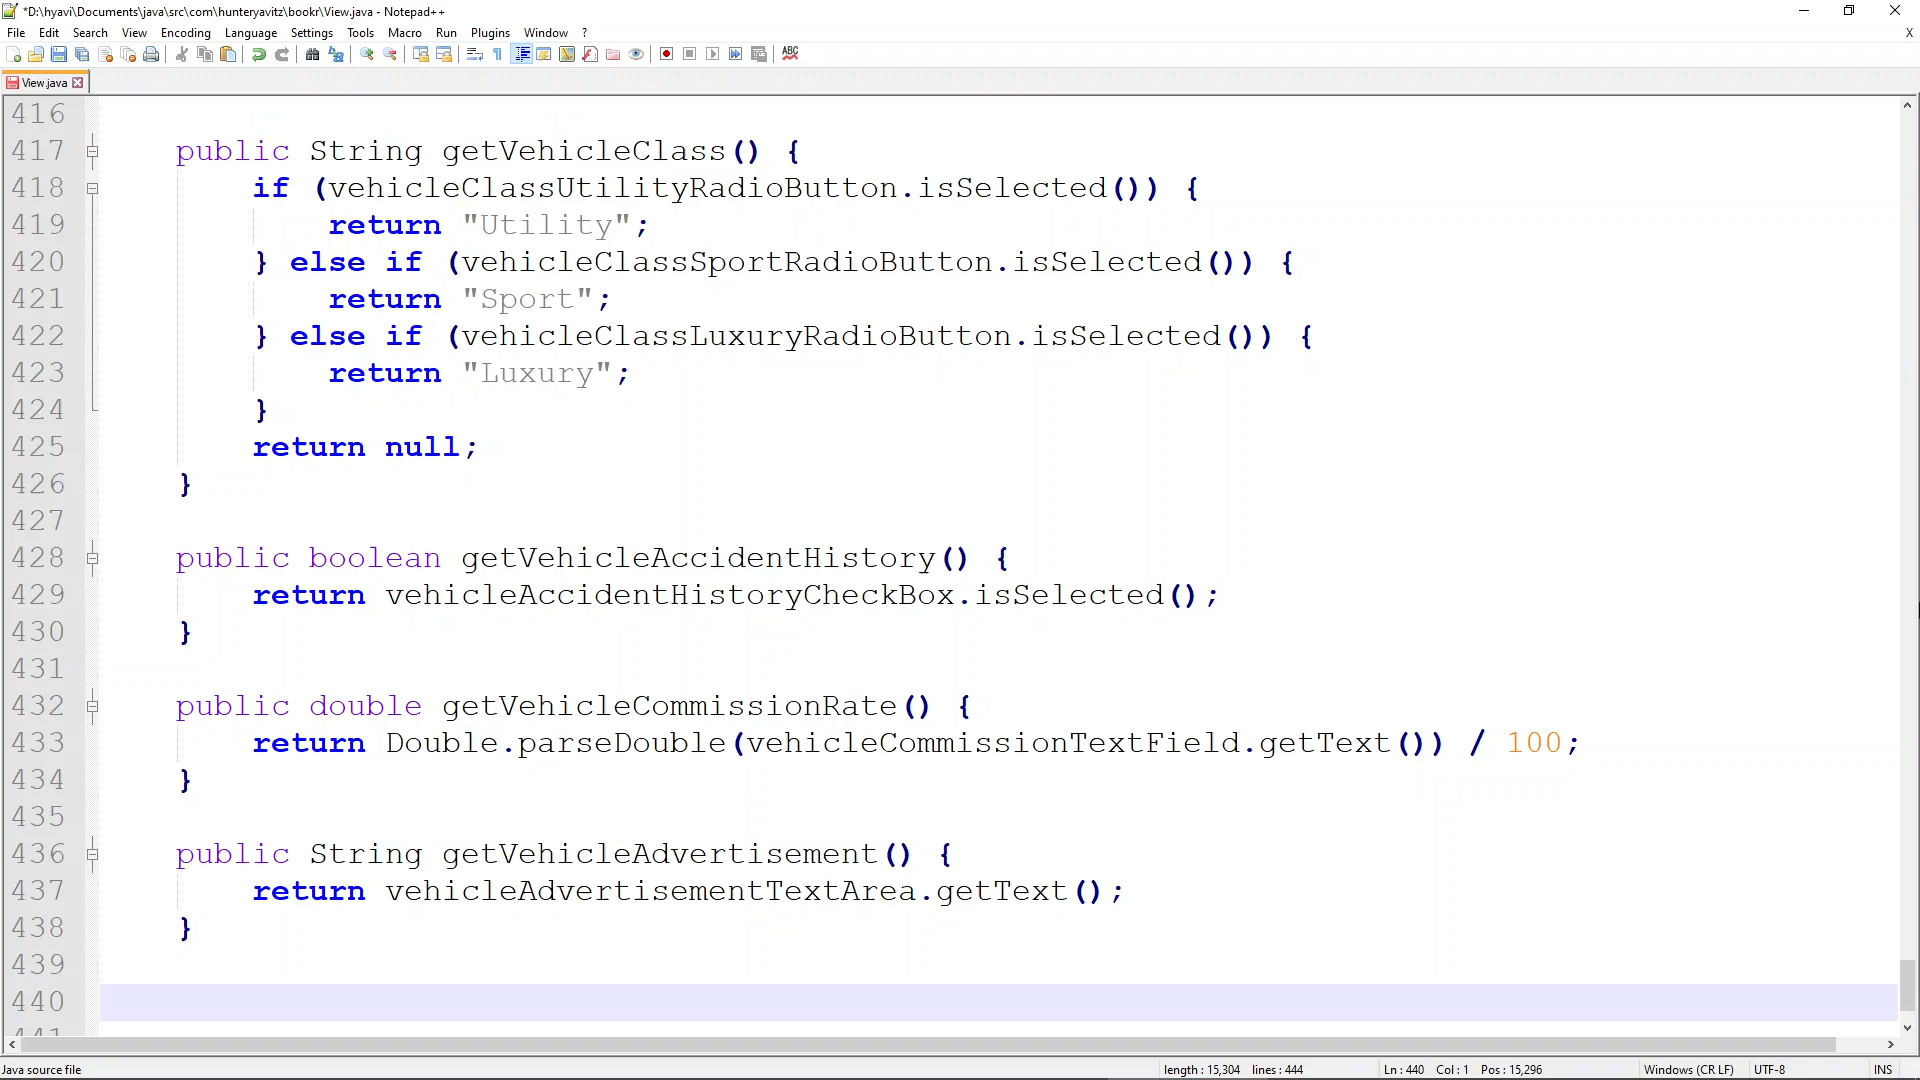 *D:\hyavi\Documents\java\src\com\hunteryavitz\bookr\View.java - Notepad++
File Edit Search View Encoding Language Settings Tools Macro Run Plugins Window ? X
ABC
View.java
416
417 public String getVehicleClass() {
418 if (vehicleClassUtilityRadioButton.isSelected()) {
419 return "Utility";
420 } else if (vehicleClassSportRadioButton.isSelected()) {
421 return "Sport";
422 } else if (vehicleClassLuxuryRadioButton.isSelected()) {
423 return "Luxury";
424 }
425 return null;
426 }
427
428 public boolean getVehicleAccidentHistory() {
429 return vehicleAccidentHistoryCheckBox.isSelected();
430 }
431
432 public double getVehicleCommissionRate() {
433 return Double.parseDouble(vehicleCommissionTextField.getText()) / 100;
434 }
435
436 public String getVehicleAdvertisement() {
437 return vehicleAdvertisementTextArea.getText();
438 }
439
440
441
Java source file length : 15,304 lines : 444 Ln : 440 Col : 1 Pos : 15,296 Windows (CR LF) UTF-8 INS